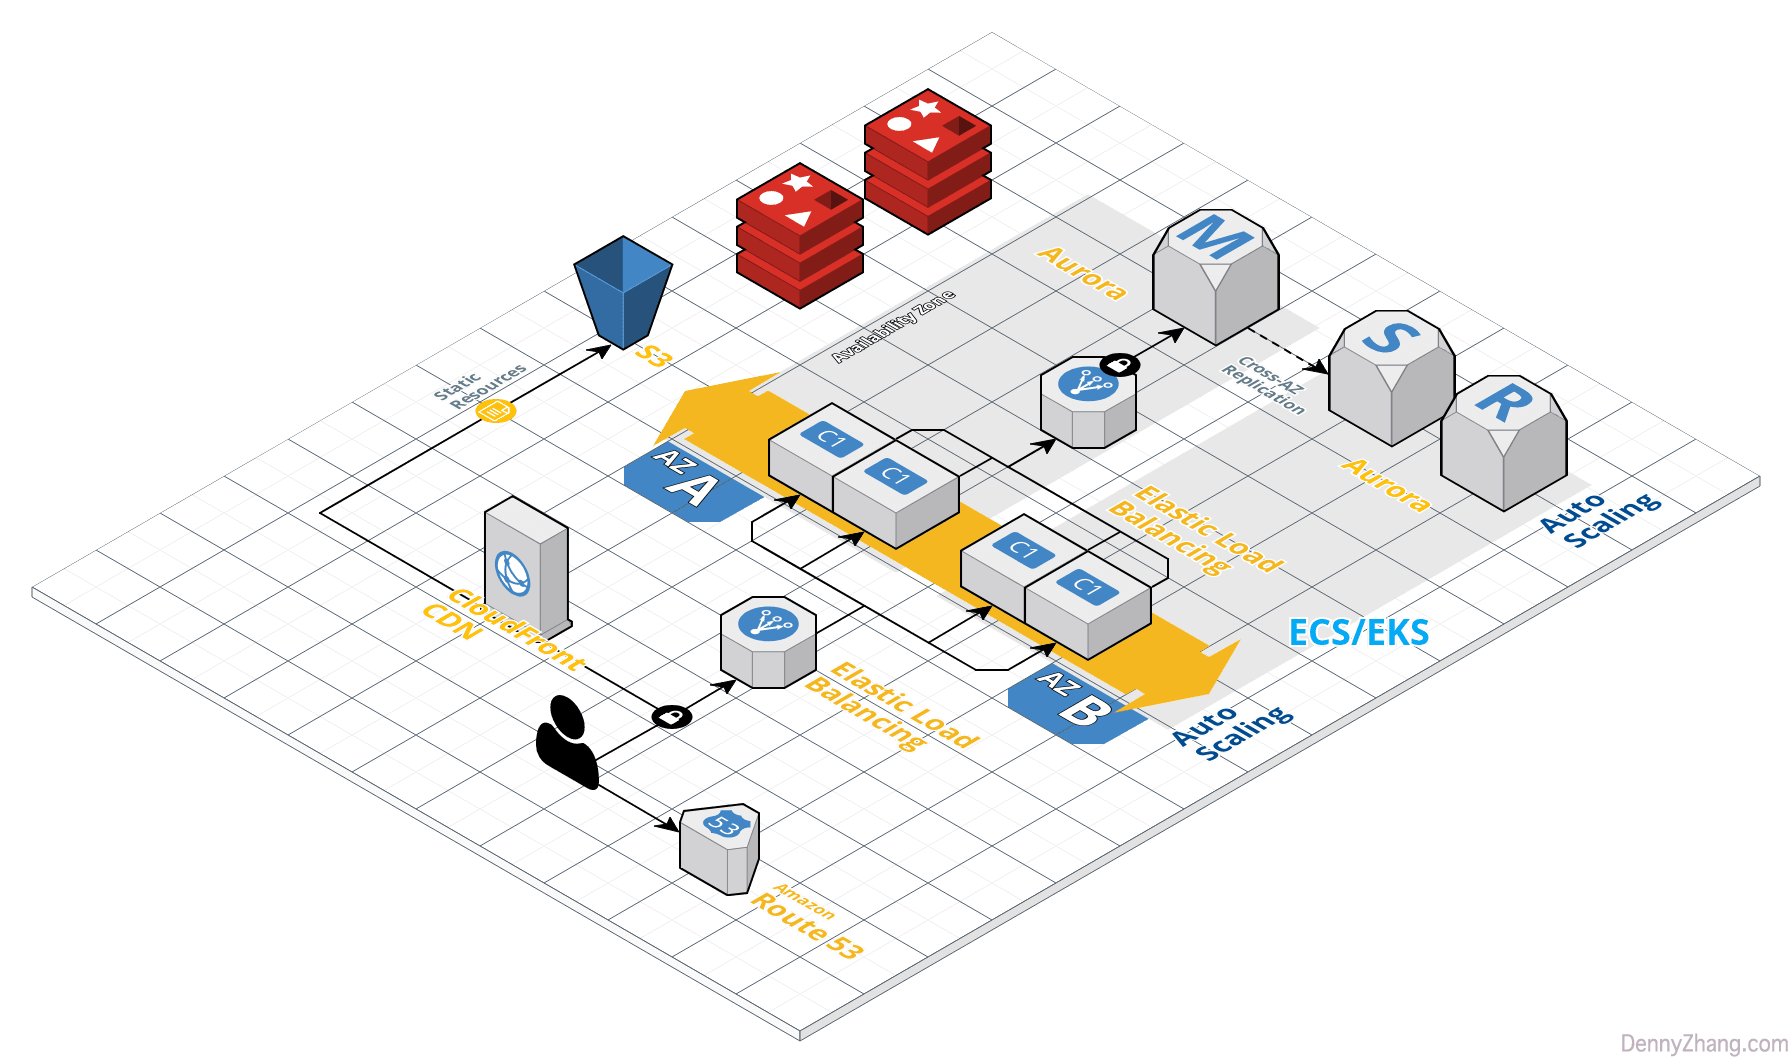 M
Aurora
Availability Zone
S
Cross-AZ
Replication
S3
Static
Resources
R
C1
C1
AZ
A
Aurora
Auto
Scaling
Elastic Load
Balancing
C1
C1
CloudFront
CDN
ECS/EKS
AZ
B
Elastic Load
Balancing
Auto
Scaling
53
Amazon
Route 53
DennyZhang.com